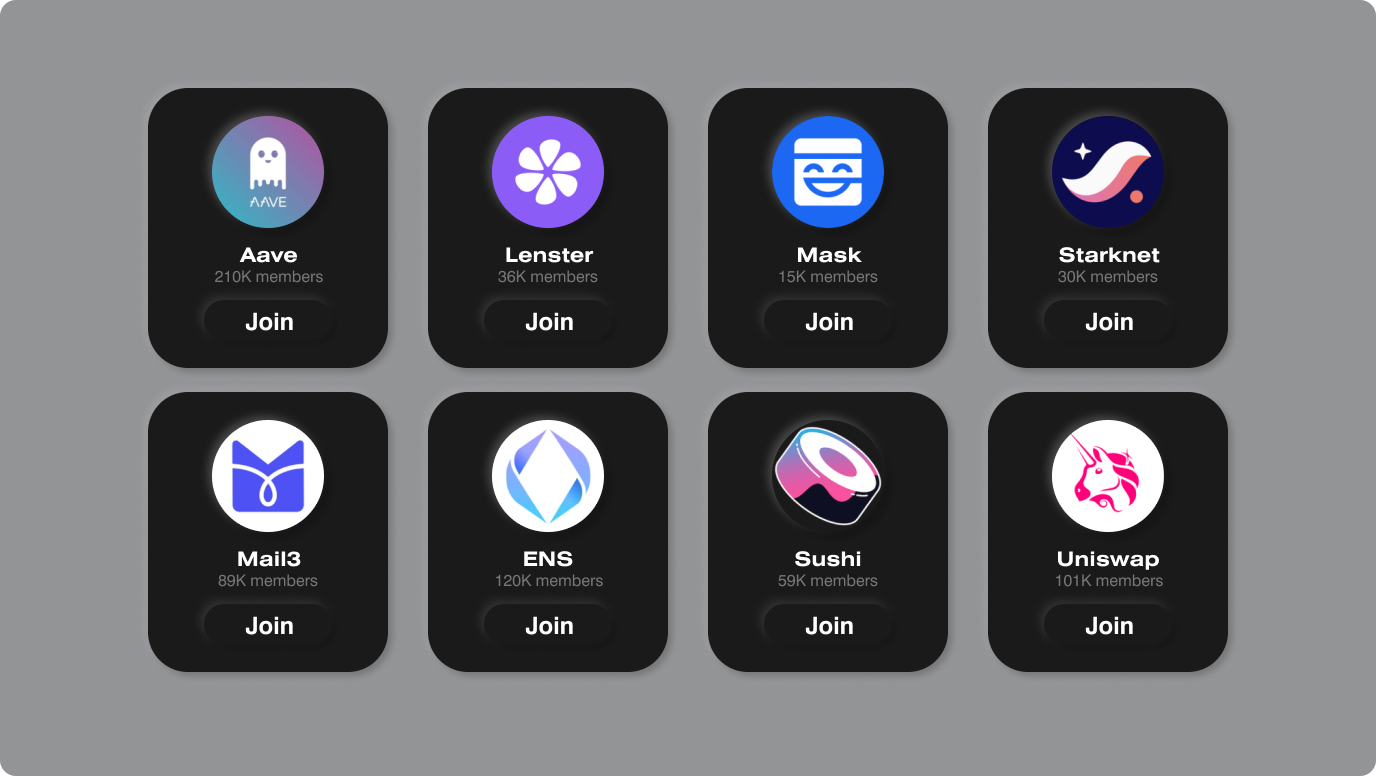 AAVE
Aave
210K members
Join
Lenster
36K members
Join
Mask
15K members
Join
Starknet
30K members
Join
Mail3
89K members
Join
ENS
120K members
Join
Sushi
59K members
Join
Uniswap
101K members
Join